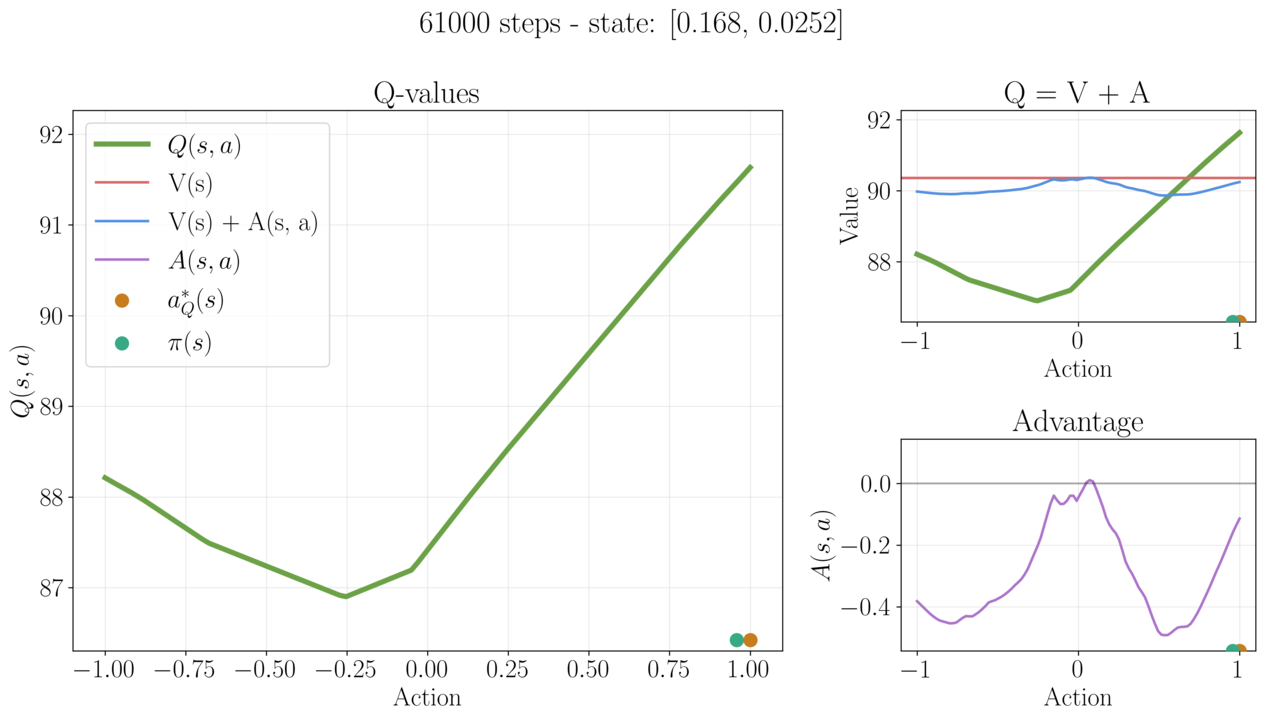 61000 steps - state: [0.168, 0.0252]
Q-values
Q(s, a)
92
91
90
89
88
87
Q(s, a)
V(s)
V(s) + A(s, a)
A(s, a)
a*_Q(s)
π(s)
−1.00 −0.75 −0.50 −0.25 0.00 0.25 0.50 0.75 1.00
Action
Q = V + A
Value
92
90
88
−1 0 1
Action
Advantage
A(s, a)
0.0
−0.2
−0.4
−1 0 1
Action